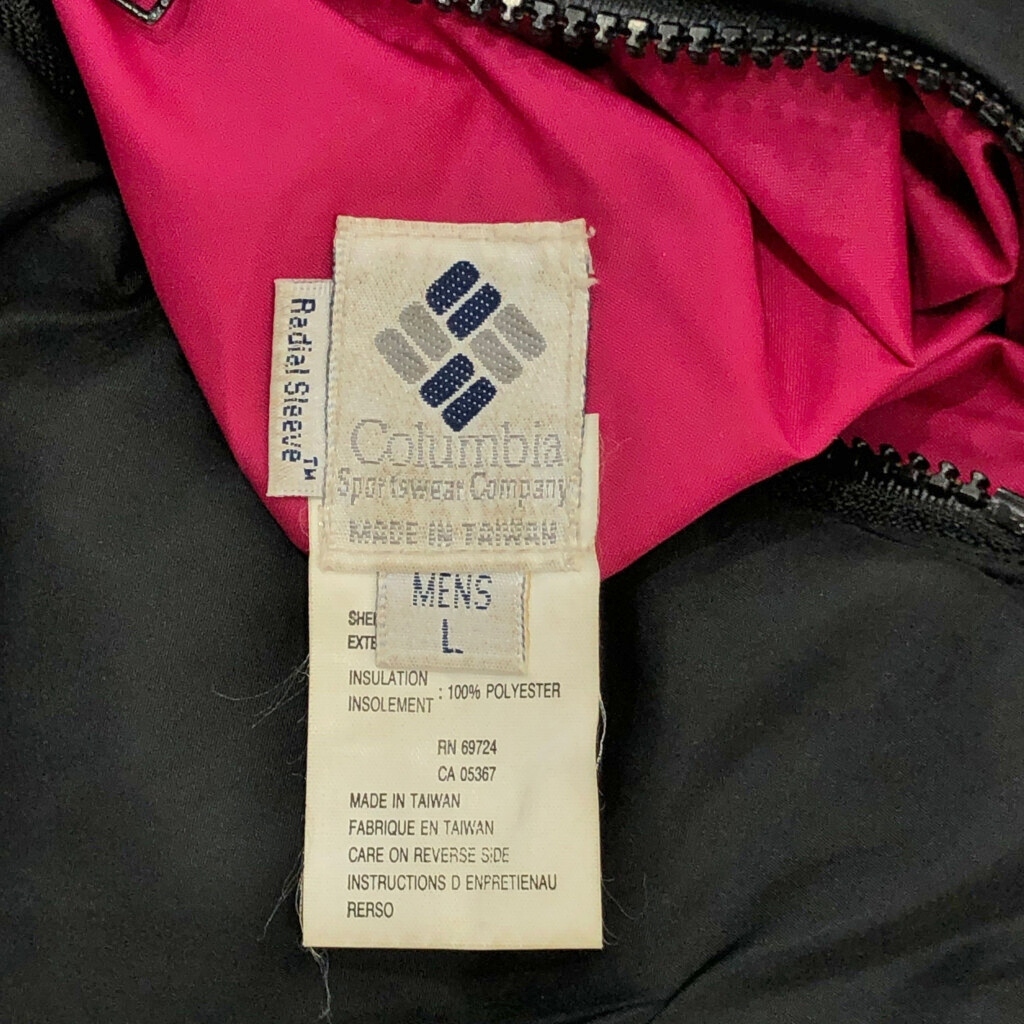 Radial Sleeve™
Columbia
Sportswear Company
MADE IN TAIWAN
MENS
L
INSULATION
INSOLEMENT : 100% POLYESTER
RN 69724
CA 05367
MADE IN TAIWAN
FABRIQUE EN TAIWAN
CARE ON REVERSE SIDE
INSTRUCTIONS D ENPRETIENAU
RERSO